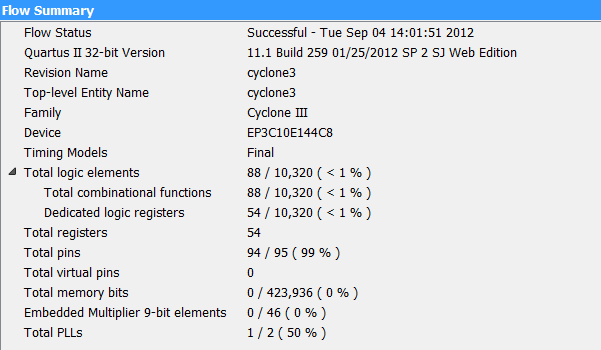 Flow Summary
Flow Status Successful - Tue Sep 04 14:01:51 2012
Quartus II 32-bit Version 11.1 Build 259 01/25/2012 SP 2 SJ Web Edition
Revision Name cyclone3
Top-level Entity Name cyclone3
Family Cyclone III
Device EP3C10E144C8
Timing Models Final
Total logic elements 88 / 10,320 ( < 1 % )
Total combinational functions 88 / 10,320 ( < 1 % )
Dedicated logic registers 54 / 10,320 ( < 1 % )
Total registers 54
Total pins 94 / 95 ( 99 % )
Total virtual pins 0
Total memory bits 0 / 423,936 ( 0 % )
Embedded Multiplier 9-bit elements 0 / 46 ( 0 % )
Total PLLs 1 / 2 ( 50 % )